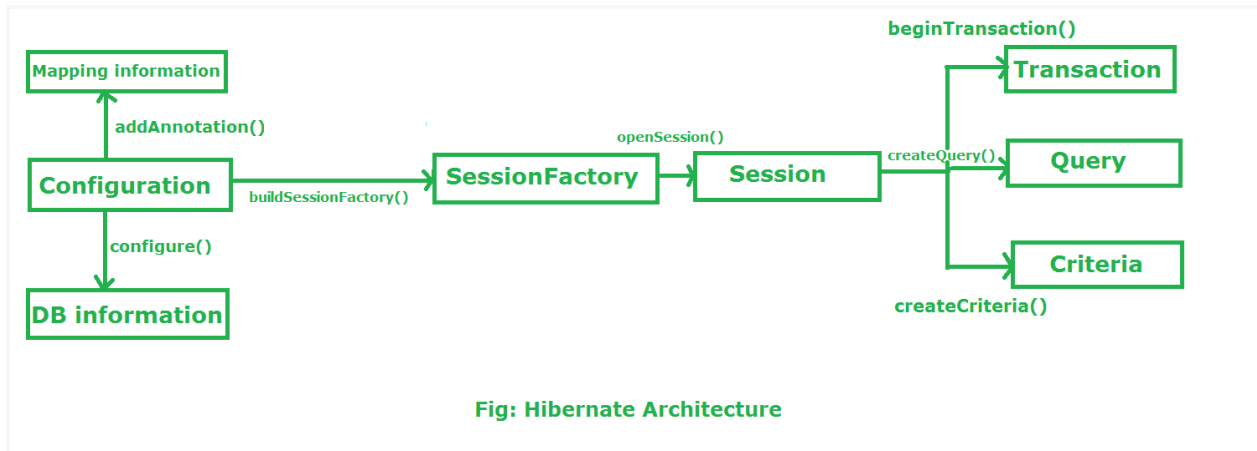 beginTransaction()
Mapping information
Transaction
addAnnotation()
openSession()
createQuery()
Query
Configuration
SessionFactory
Session
buildSessionFactory()
configure()
Criteria
DB information
createCriteria()
Fig: Hibernate Architecture